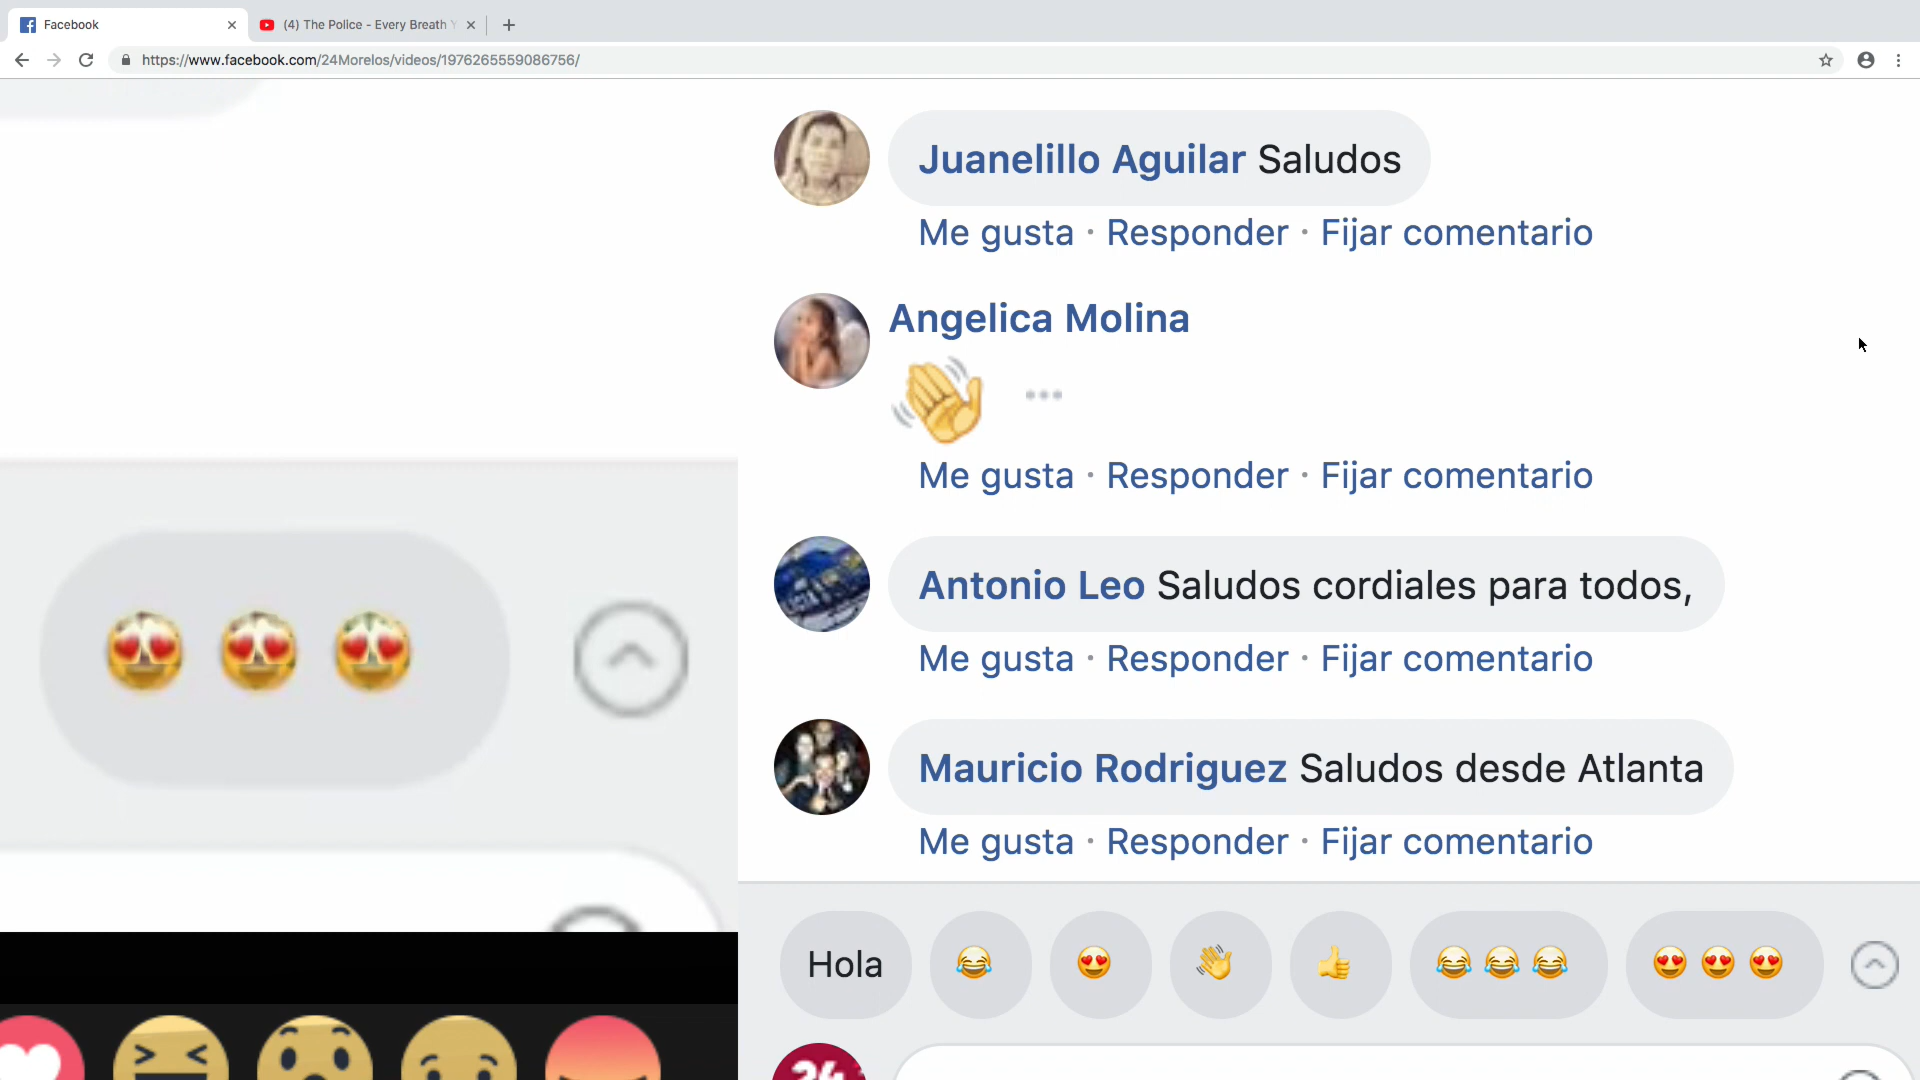 Facebook
(4) The Police - Every Breath Y
https://www.facebook.com/24Morelos/videos/1976265559086756/
Juanelillo Aguilar Saludos
Me gusta · Responder · Fijar comentario
Angelica Molina
👋 ...
Me gusta · Responder · Fijar comentario
Antonio Leo Saludos cordiales para todos,
Me gusta · Responder · Fijar comentario
Mauricio Rodriguez Saludos desde Atlanta
Me gusta · Responder · Fijar comentario
Hola
24